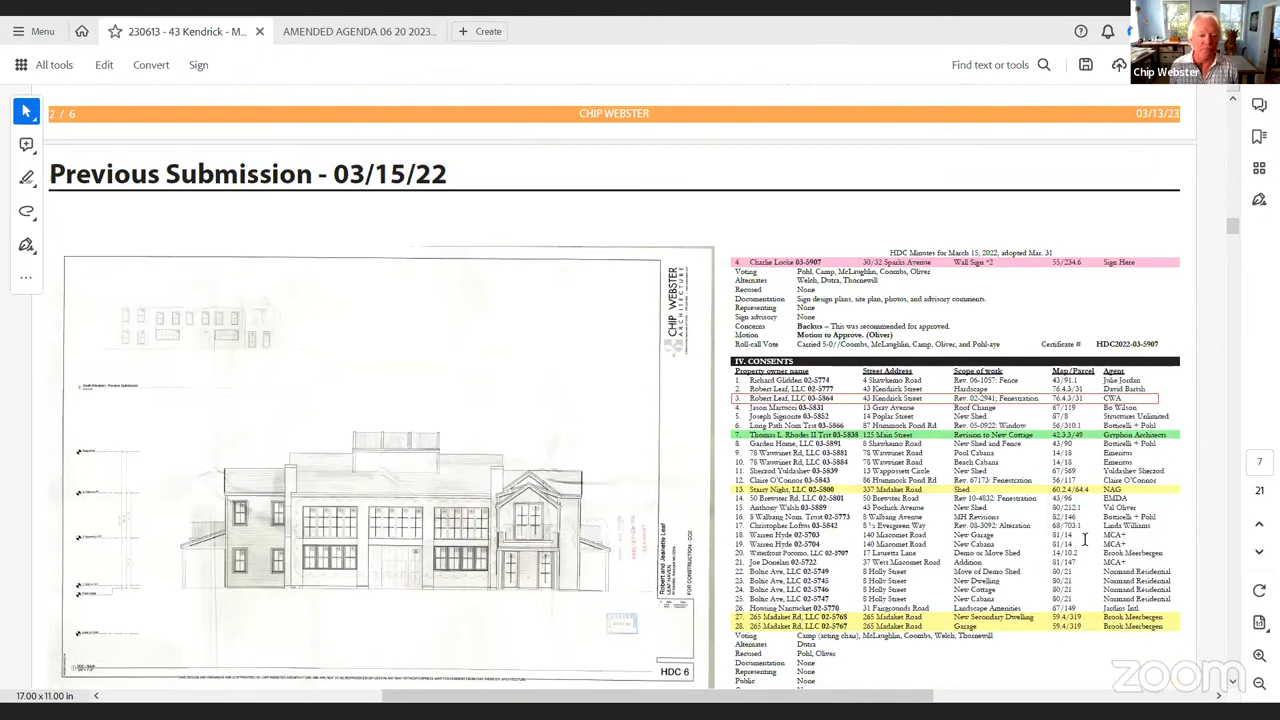 Menu
230613 - 43 Kendrick - M...
AMENDED AGENDA 06 20 2023...
Create
All tools
Edit
Convert
Sign
Find text or tools
Chip Webster
2 / 6
CHIP WEBSTER
03/13/23
Previous Submission - 03/15/22
HDC Minutes for March 15, 2022, adopted Mar. 31
4. Charlie Locke 03-5907 30/32 Sparks Avenue Wall Sign *2 55/234.6 Sign Here
Voting Pohl, Camp, McLaughlin, Coombs, Oliver
Alternates Welch, Dutra, Thornewill
Recused None
Documentation Sign design plans, site plan, photos, and advisory comments.
Representing None
Sign advisory None
Concerns Backus – This was recommended for approval.
Motion Motion to Approve. (Oliver)
Roll-call Vote Carried 5-0//Coombs, McLaughlin, Camp, Oliver, and Pohl-aye Certificate # HDC2022-03-5907
IV. CONSENTS
Property owner name Street Address Scope of work Map/Parcel Agent
1. Richard Glidden 02-5774 4 Shawkemo Road Rev. 06-1057: Fence 43/91.1 Julie Jordan
2. Robert Leaf, LLC 02-5777 43 Kendrick Street Hardscape 76.4.3/31 David Bartsh
3. Robert Leaf, LLC 03-5864 43 Kendrick Street Rev. 02-2941; Fenestration 76.4.3/31 CWA
4. Jason Martucci 03-5831 13 Gray Avenue Roof Change 67/119 Bo Wilson
5. Joseph Signorite 03-5852 14 Poplar Street New Shed 87/8 Structures Unlimited
6. Long Path Nom Trst 03-5866 87 Hummock Pond Rd Rev. 05-0922: Window 56/310.1 Botticelli + Pohl
7. Thomas L. Rhodes II Trst 03-5838 125 Main Street Revision to New Cottage 42.3.3/49 Gryphon Architects
8. Garden Home, LLC 03-5891 78 Hummock Pond Rd New Shed and Fence 43/90 Botticelli + Pohl
9. 78 Wauwinet Rd, LLC 03-5881 78 Wauwinet Road Pool Cabana 14/18 Emeritus
10. 78 Wauwinet Rd, LLC 03-5884 78 Wauwinet Road Beach Cabana 14/18 Emeritus
11. Sherzod Yuldashev 03-5839 13 Wappossett Circle New Shed 67/569 Yuldashev Sherzod
12. Claire O'Connor 03-5843 86 Hummock Pond Rd Rev. 67173: Fenestration 56/117 Claire O'Connor
13. Starry Night, LLC 02-5800 337 Madaket Road Shed 60.2.4/64.4 NAG
14. 50 Brewster Rd, LLC 02-5801 50 Brewster Road Rev 10-4832: Fenestration 43/96 EMDA
15. Anthony Walsh 03-5889 43 Pochick Avenue New Shed 80/212.1 Val Oliver
16. 8 Walbang Nom. Trust 02-5773 8 Walbang Avenue MH Revisions 82/146 Botticelli + Pohl
17. Christopher Loftus 03-5842 8 ½ Evergreen Way Rev. 08-3092: Alteration 68/703.1 Linda Williams
18. Warren Hyde 02-5703 140 Miacomet Road New Garage 81/14 MCA+
19. Warren Hyde 02-5704 140 Miacomet Road New Cabana 81/14 MCA+
20. Waterfront Pocomo, LLC 02-5707 17 Lauretta Lane Demo or Move Shed 14/10.2 Brook Meerbergen
21. Joe Donelan 02-5722 37 West Miacomet Road Addition 81/147 MCA+
22. Boltic Ave, LLC 02-5749 8 Holly Street Move of Demo Shed 80/21 Normand Residential
23. Boltic Ave, LLC 02-5745 8 Holly Street New Dwelling 80/21 Normand Residential
24. Boltic Ave, LLC 02-5746 8 Holly Street New Garage 80/21 Normand Residential
25. Boltic Ave, LLC 02-5747 8 Holly Street New Cabana 80/21 Normand Residential
26. Housing Nantucket 02-5770 31 Fairgrounds Road Landscape Amenities 67/149 Jardins Intl.
27. 265 Madaket Rd, LLC 02-5768 265 Madaket Road New Secondary Dwelling 59.4/319 Brook Meerbergen
28. 265 Madaket Rd, LLC 02-5767 265 Madaket Road Garage 59.4/319 Brook Meerbergen
Voting Camp (acting chair), McLaughlin, Coombs, Welch, Thornewill
Alternates Dutra
Recused Pohl, Oliver
Documentation None
Representing None
Public None
CHIP WEBSTER
ARCHITECTURE
Robert and Jeanette Leaf
LEAF HAVEN
FOR CONSTRUCTION - CO2
HDC 6
7
21
17.00 x 11.00 in
zoom